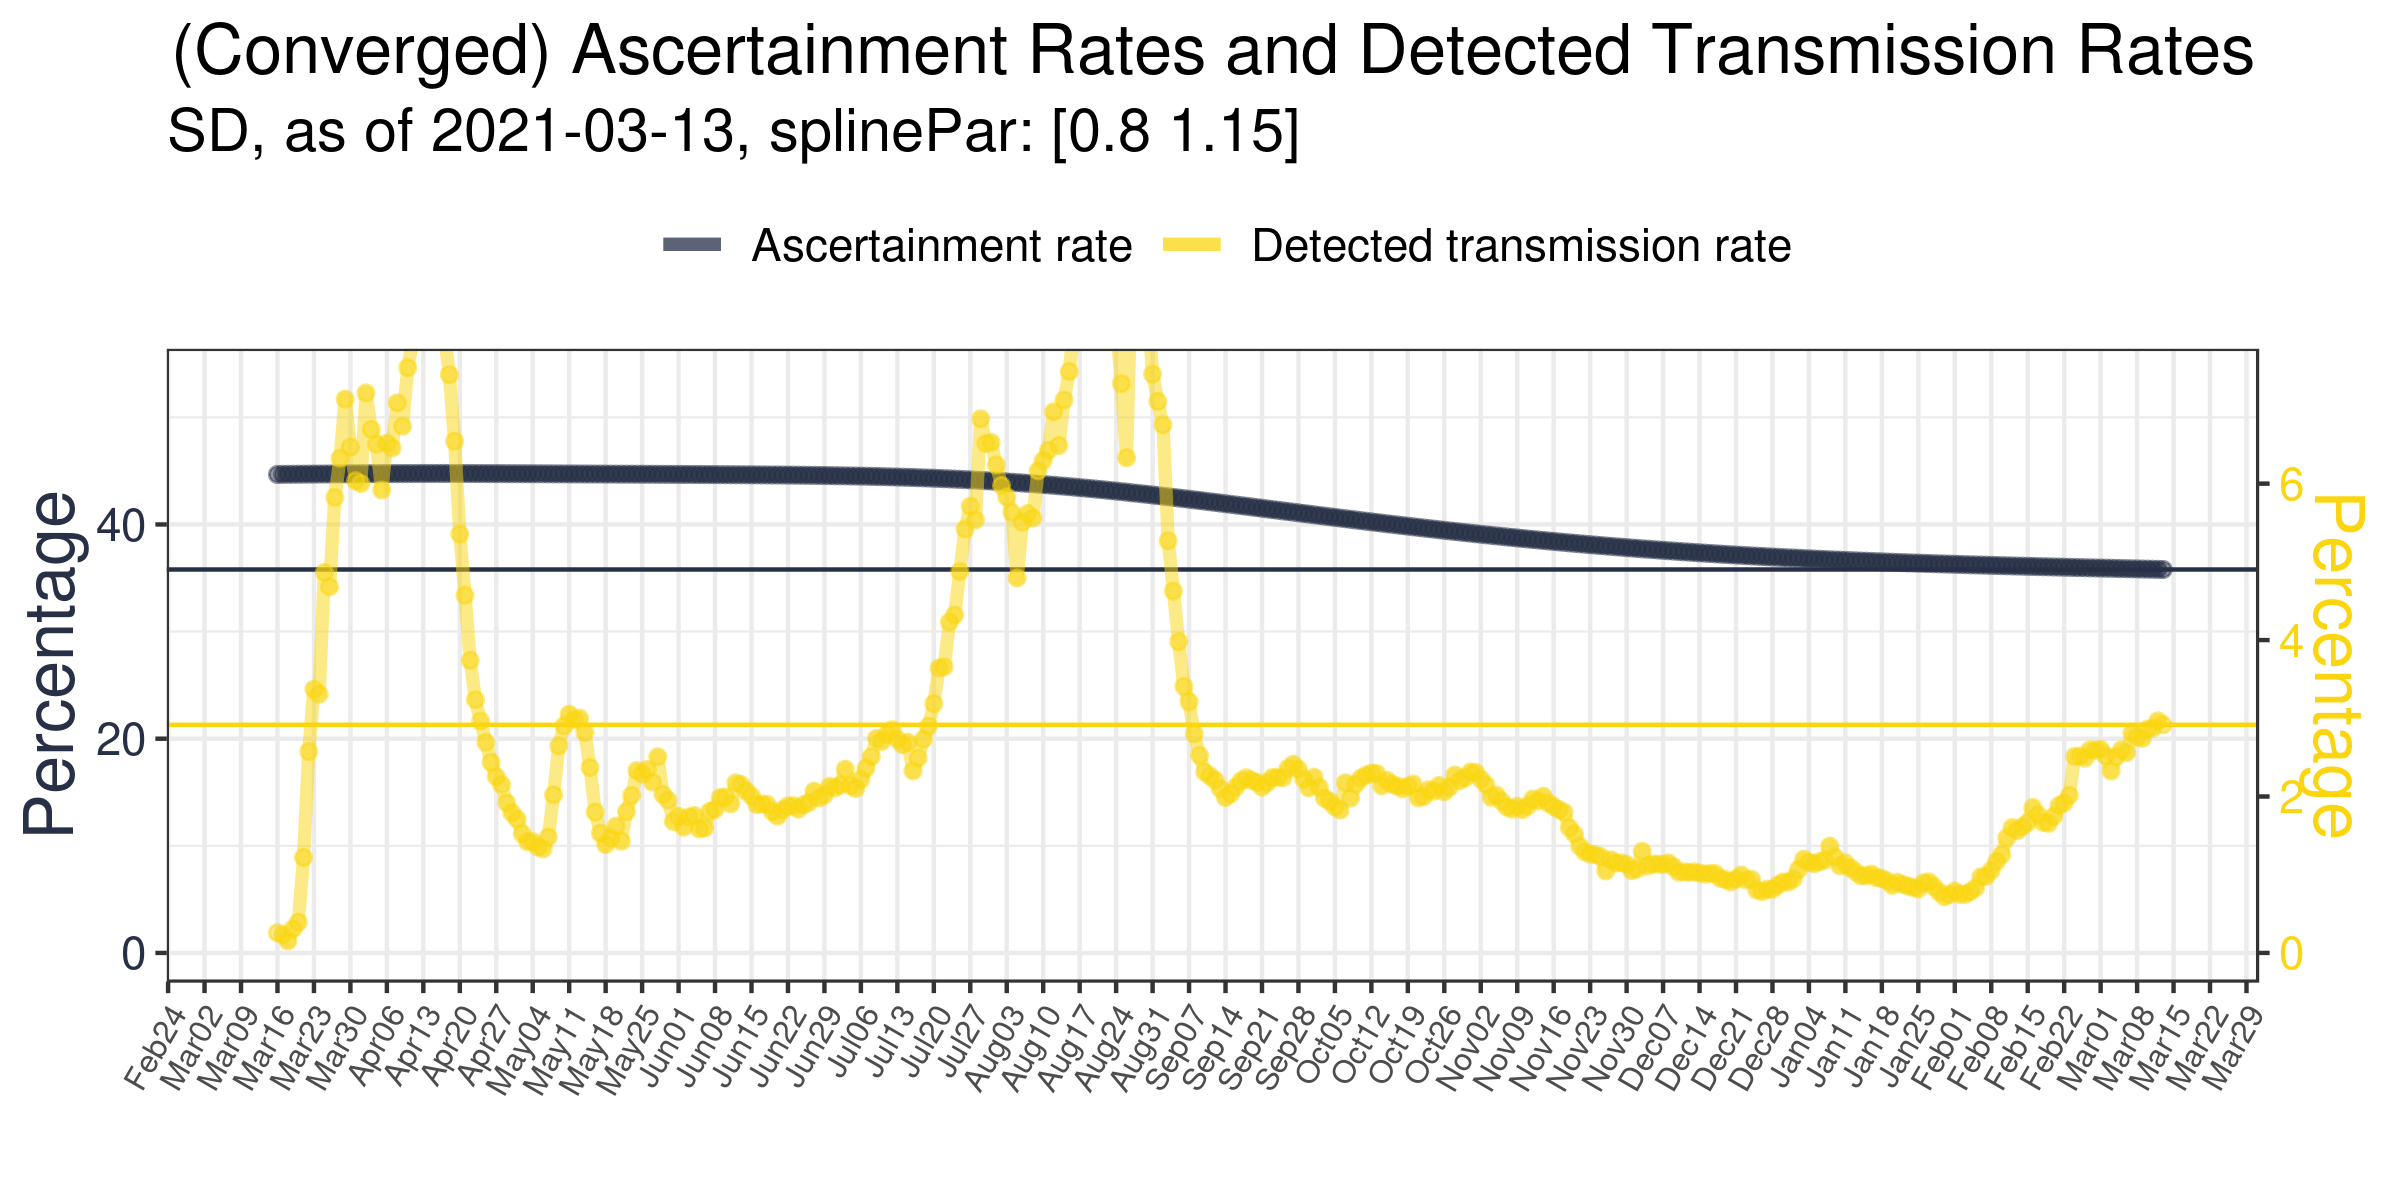 (Converged) Ascertainment Rates and Detected Transmission Rates
SD, as of 2021-03-13, splinePar: [0.8 1.15]
Ascertainment rate Detected transmission rate
Percentage
40
20
0
6
4
2
0
Percentage
Feb24 Mar02 Mar09 Mar16 Mar23 Mar30 Apr06 Apr13 Apr20 Apr27 May04 May11 May18 May25 Jun01 Jun08 Jun15 Jun22 Jun29 Jul06 Jul13 Jul20 Jul27 Aug03 Aug10 Aug17 Aug24 Aug31 Sep07 Sep14 Sep21 Sep28 Oct05 Oct12 Oct19 Oct26 Nov02 Nov09 Nov16 Nov23 Nov30 Dec07 Dec14 Dec21 Dec28 Jan04 Jan11 Jan18 Jan25 Feb01 Feb08 Feb15 Feb22 Mar01 Mar08 Mar15 Mar22 Mar29